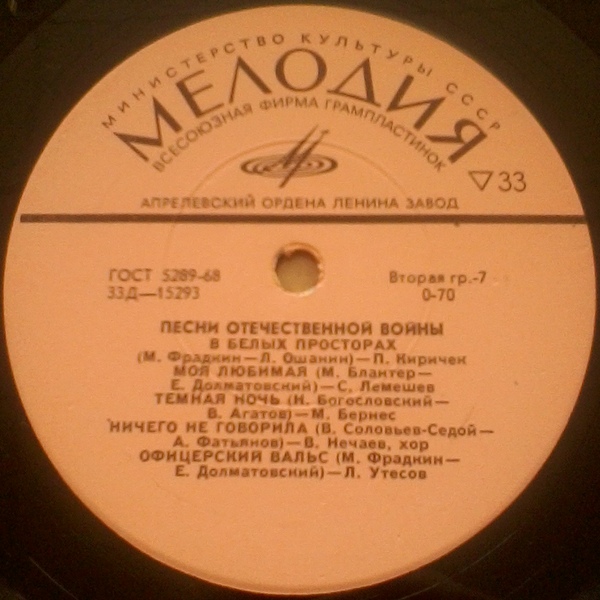 МИНИСТЕРСТВО КУЛЬТУРЫ СССР
МЕЛОДИЯ
ВСЕСОЮЗНАЯ ФИРМА ГРАМПЛАСТИНОК
▽33
АПРЕЛЕВСКИЙ ОРДЕНА ЛЕНИНА ЗАВОД
ГОСТ 5289-68
Вторая гр.-7
33Д—15293
0-70
ПЕСНИ ОТЕЧЕСТВЕННОЙ ВОЙНЫ
В БЕЛЫХ ПРОСТОРАХ
(М. Фрадкин—Л. Ошанин)—П. Киричек
МОЯ ЛЮБИМАЯ (М. Блантер—
Е. Долматовский)—С. Лемешев
ТЕМНАЯ НОЧЬ (Н. Богословский—
В. Агатов)—М. Бернес
НИЧЕГО НЕ ГОВОРИЛА (В. Соловьев-Седой—
А. Фатьянов)—В. Нечаев, хор
ОФИЦЕРСКИЙ ВАЛЬС (М. Фрадкин—
Е. Долматовский)—Л. Утесов